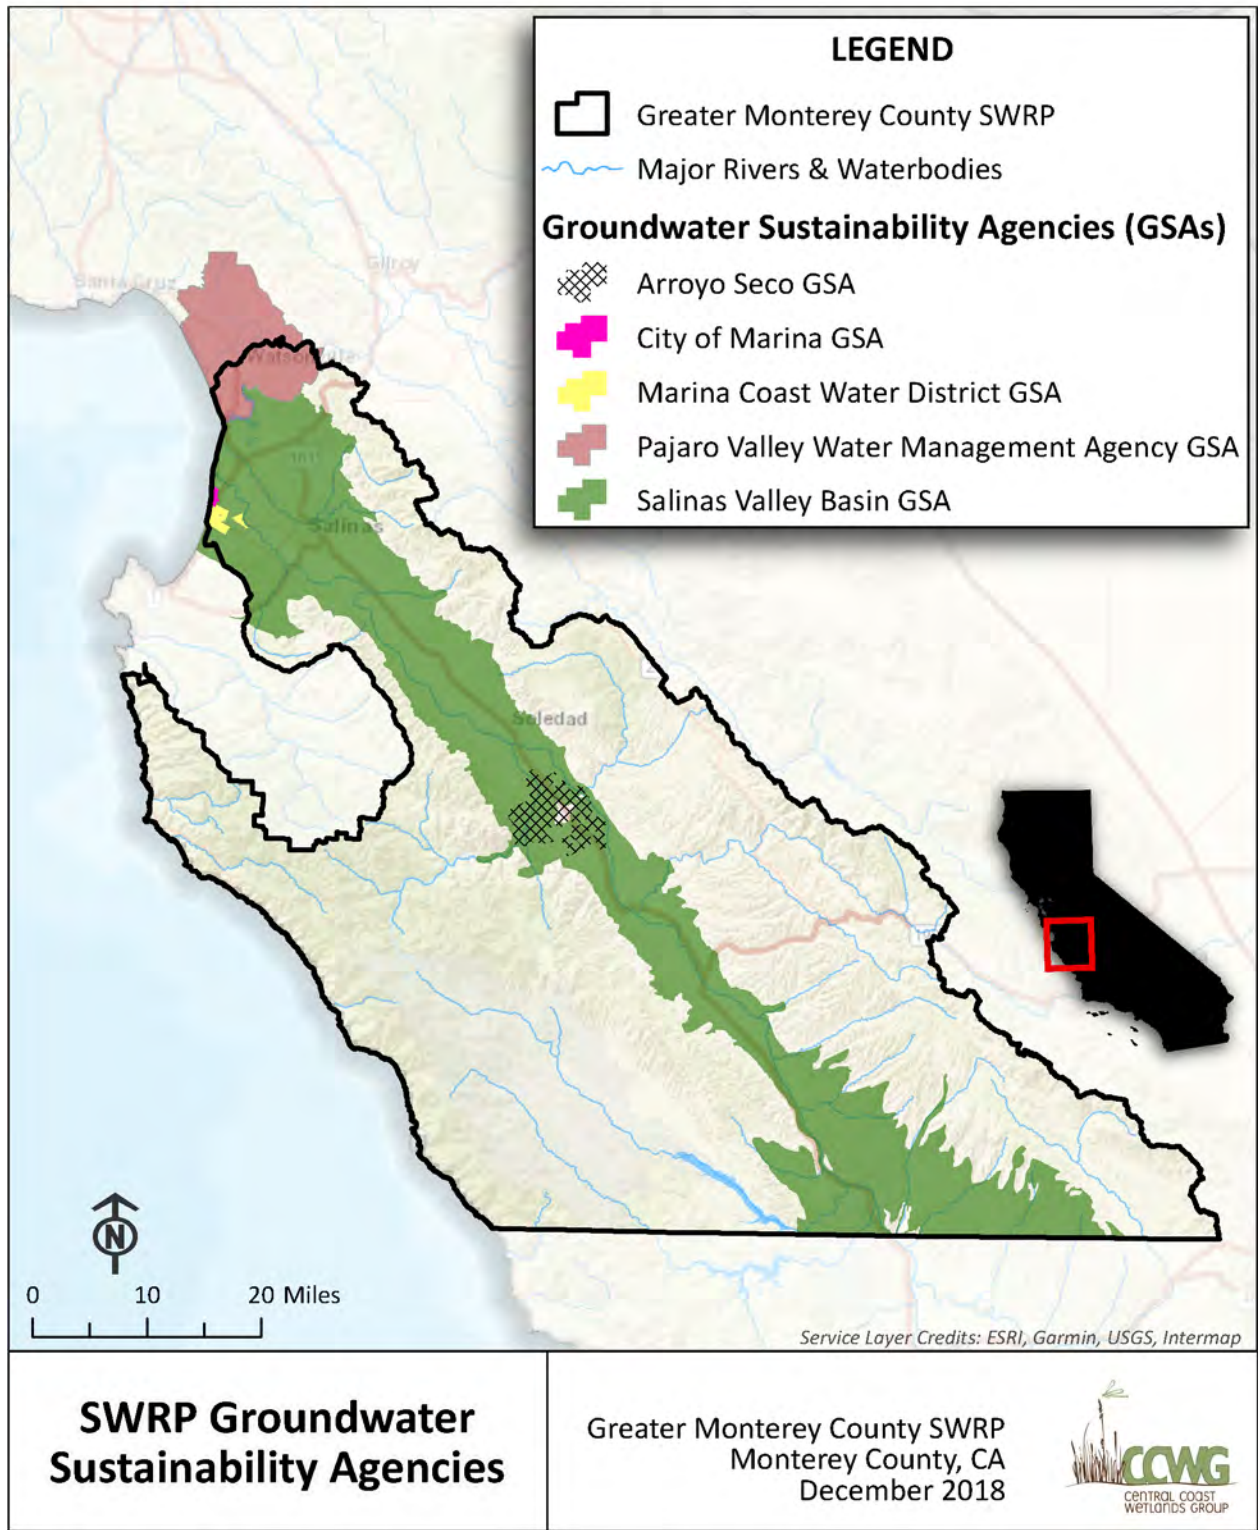 LEGEND
Greater Monterey County SWRP
Major Rivers & Waterbodies
Groundwater Sustainability Agencies (GSAs)
Arroyo Seco GSA
City of Marina GSA
Marina Coast Water District GSA
Pajaro Valley Water Management Agency GSA
Salinas Valley Basin GSA
Santa Cruz
Gilroy
Salinas
Soledad
N
0 10 20 Miles
Service Layer Credits: ESRI, Garmin, USGS, Intermap
SWRP Groundwater
Sustainability Agencies
Greater Monterey County SWRP
Monterey County, CA
December 2018
CCWG
CENTRAL COAST
WETLANDS GROUP